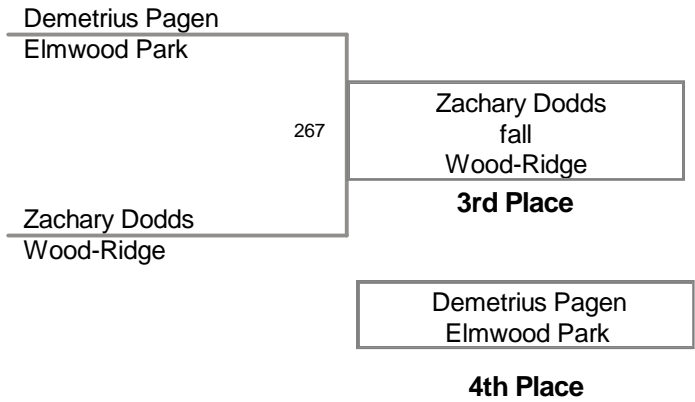 Demetrius Pagen
Elmwood Park
267
Zachary Dodds
fall
Wood-Ridge
3rd Place
Zachary Dodds
Wood-Ridge
Demetrius Pagen
Elmwood Park
4th Place